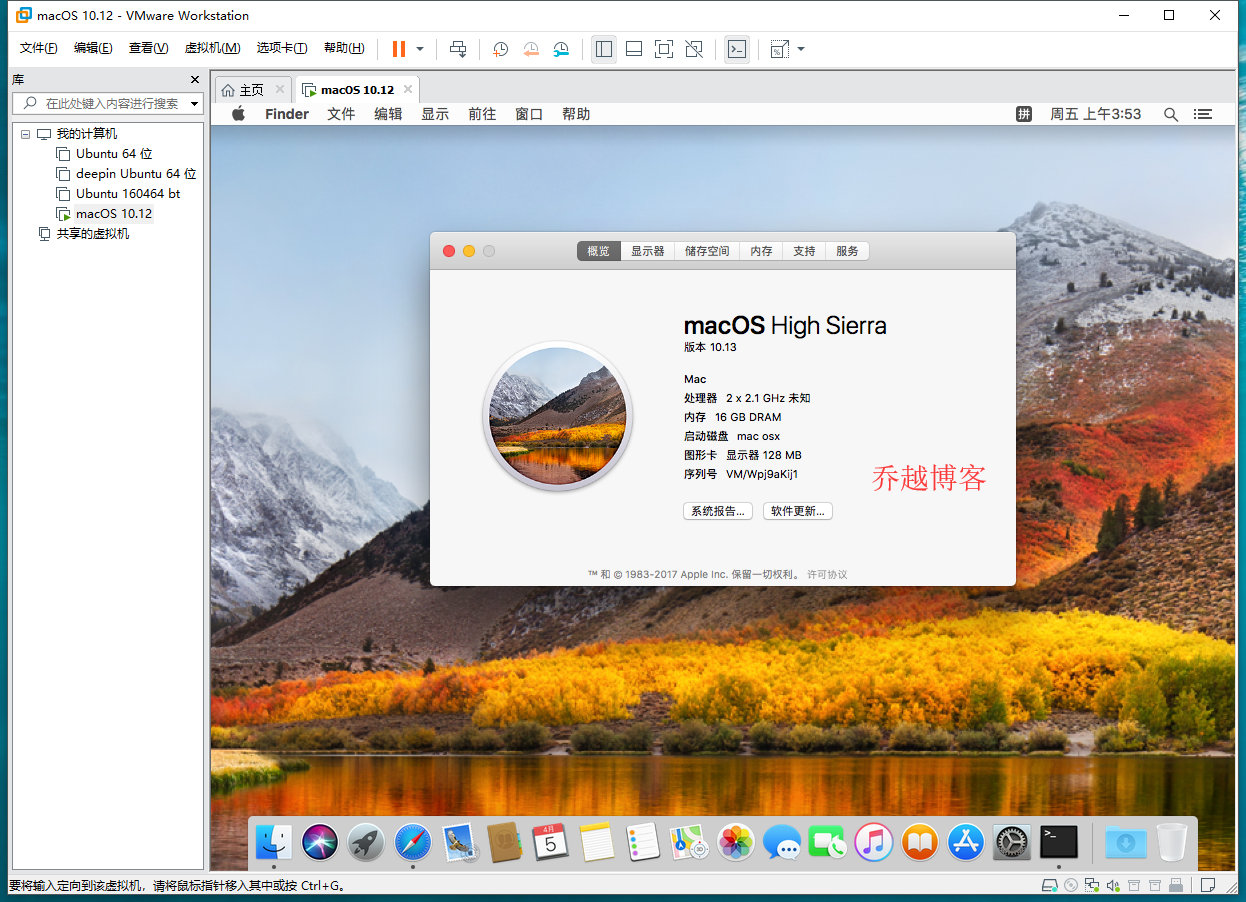 macOS 10.12 - VMware Workstation
文件(F) 编辑(E) 查看(V) 虚拟机(M) 选项卡(T) 帮助(H)
库
在此处键入内容进行搜索
我的计算机
Ubuntu 64 位
deepin Ubuntu 64 位
Ubuntu 160464 bt
macOS 10.12
共享的虚拟机
主页 macOS 10.12
Finder 文件 编辑 显示 前往 窗口 帮助 拼 周五 上午3:53
概览 显示器 储存空间 内存 支持 服务
macOS High Sierra
版本 10.13
Mac
处理器 2 x 2.1 GHz 未知
内存 16 GB DRAM
启动磁盘 mac osx
图形卡 显示器 128 MB
序列号 VM/Wpj9aKij1
乔越博客
系统报告... 软件更新...
™ 和 © 1983-2017 Apple Inc. 保留一切权利。 许可协议
4月
5
3D
要将输入定向到该虚拟机，请将鼠标指针移入其中或按 Ctrl+G。